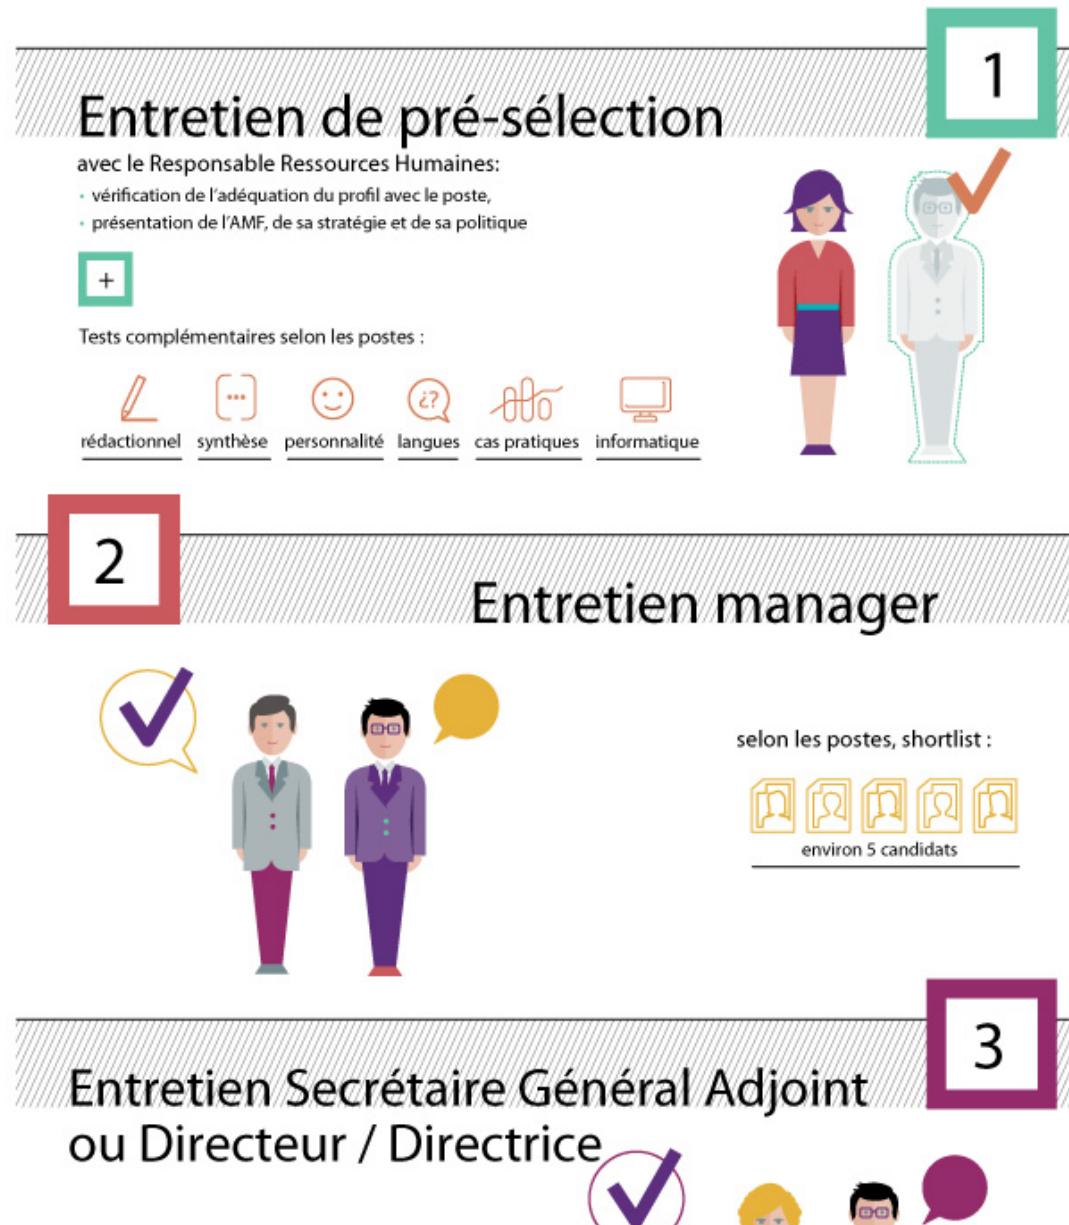 1
Entretien de pré-sélection
avec le Responsable Ressources Humaines:
• vérification de l'adéquation du profil avec le poste,
• présentation de l'AMF, de sa stratégie et de sa politique
+
Tests complémentaires selon les postes :
... ¿?
rédactionnel synthèse personnalité langues cas pratiques informatique
2
Entretien manager
selon les postes, shortlist :
environ 5 candidats
3
Entretien Secrétaire Général Adjoint
ou Directeur / Directrice